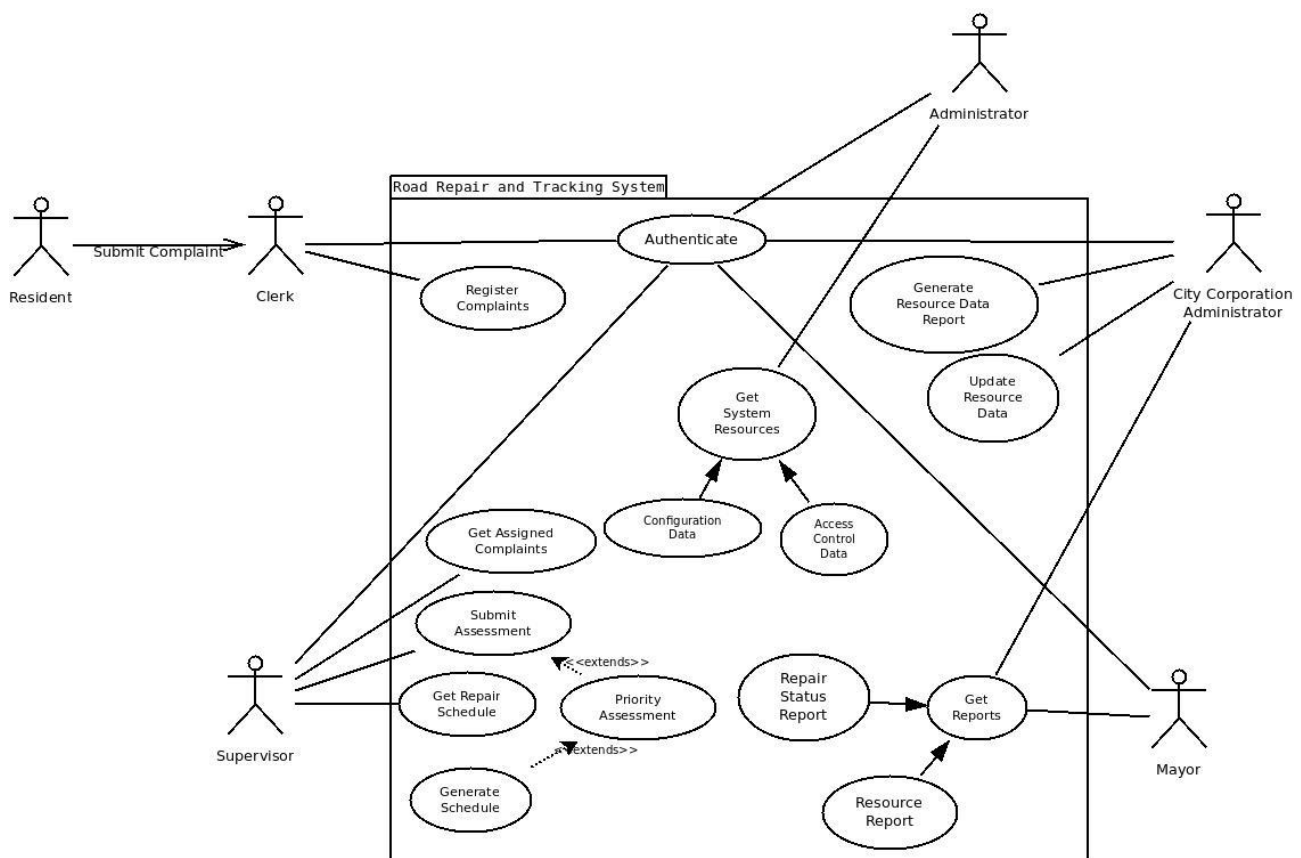 Administrator
Road Repair and Tracking System
Submit Complaint
Resident
Clerk
Authenticate
City Corporation
Administrator
Register
Complaints
Generate
Resource Data
Report
Update
Resource
Data
Get
System
Resources
Configuration
Data
Access
Control
Data
Get Assigned
Complaints
Submit
Assessment
<<extends>>
Get Repair
Schedule
Priority
Assessment
<<extends>>
Generate
Schedule
Supervisor
Repair
Status
Report
Get
Reports
Resource
Report
Mayor